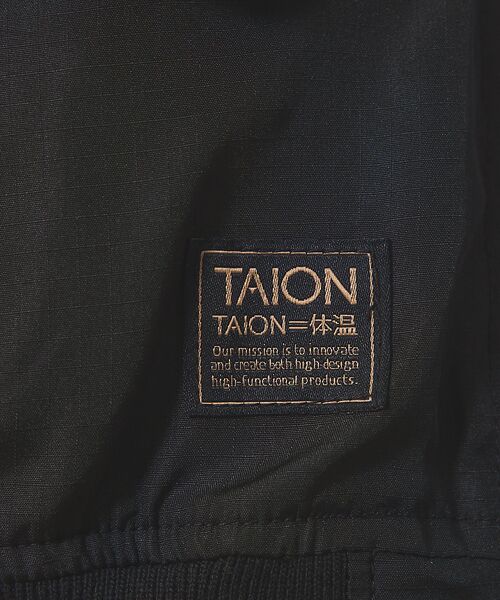 TAION
TAION=体温
Our mission is to innovate
and create both high-design
high-functional products.